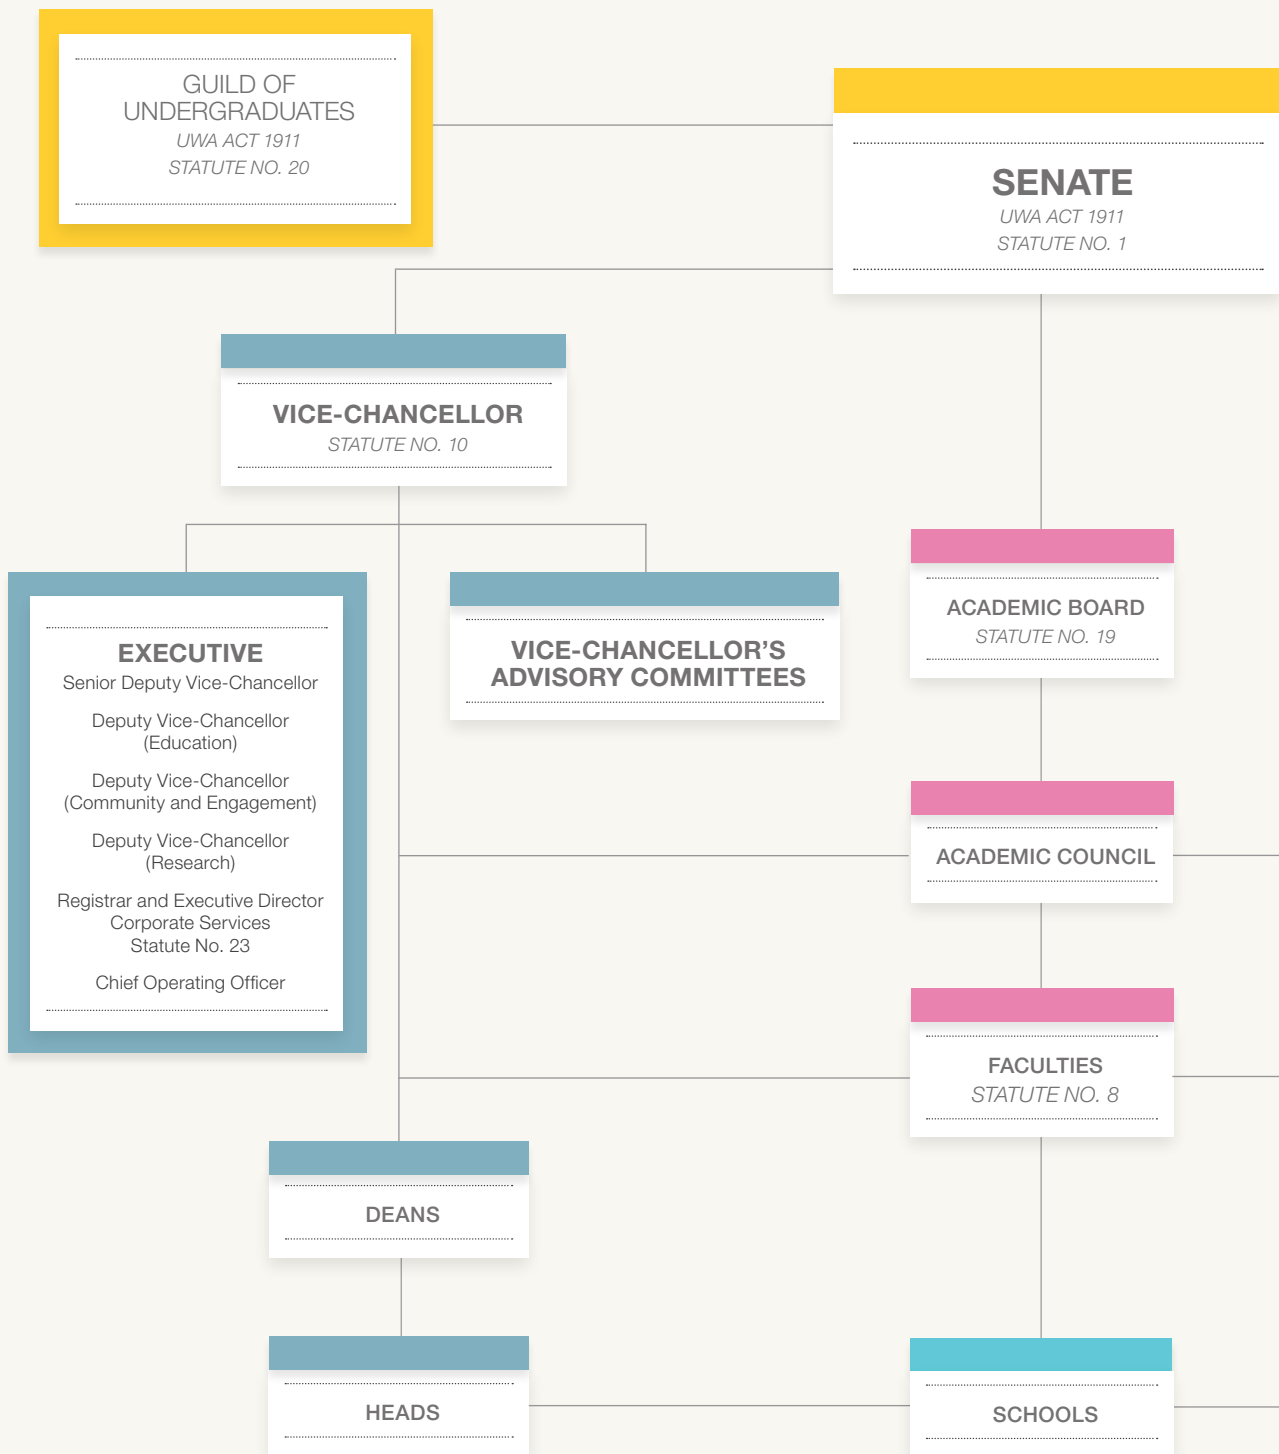 GUILD OF
UNDERGRADUATES
UWA ACT 1911
STATUTE NO. 20
SENATE
UWA ACT 1911
STATUTE NO. 1
VICE-CHANCELLOR
STATUTE NO. 10
EXECUTIVE
Senior Deputy Vice-Chancellor
Deputy Vice-Chancellor
(Education)
Deputy Vice-Chancellor
(Community and Engagement)
Deputy Vice-Chancellor
(Research)
Registrar and Executive Director
Corporate Services
Statute No. 23
Chief Operating Officer
VICE-CHANCELLOR’S
ADVISORY COMMITTEES
ACADEMIC BOARD
STATUTE NO. 19
ACADEMIC COUNCIL
FACULTIES
STATUTE NO. 8
DEANS
HEADS
SCHOOLS